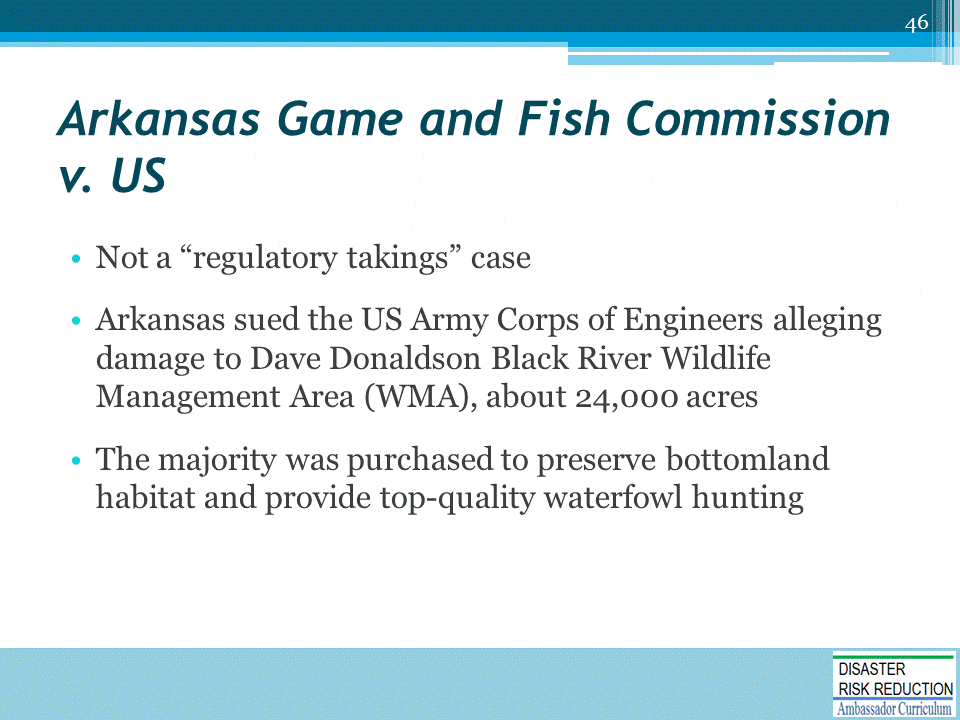 46
Arkansas Game and Fish Commission
v. US
• Not a “regulatory takings” case
• Arkansas sued the US Army Corps of Engineers alleging
damage to Dave Donaldson Black River Wildlife
Management Area (WMA), about 24,000 acres
• The majority was purchased to preserve bottomland
habitat and provide top-quality waterfowl hunting
DISASTER
RISK REDUCTION
Ambassador Curriculum